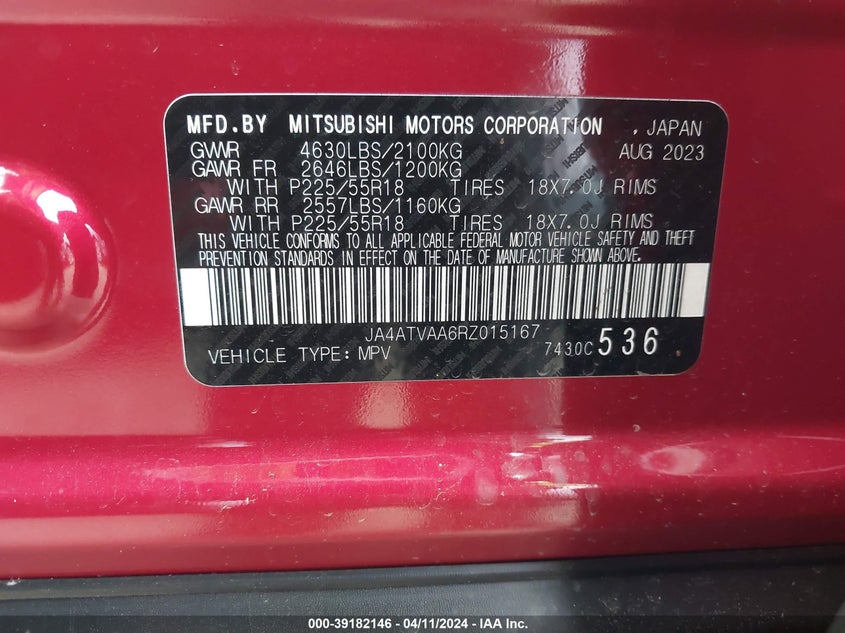 MFD.BY MITSUBISHI MOTORS CORPORATION , JAPAN
GVWR 4630LBS/2100KG AUG 2023
GAWR FR 2646LBS/1200KG
WITH P225/55R18 TIRES 18X7.0J RIMS
GAWR RR 2557LBS/1160KG
WITH P225/55R18 TIRES 18X7.0J RIMS
THIS VEHICLE CONFORMS TO ALL APPLICABLE FEDERAL MOTOR VEHICLE SAFETY AND THEFT
PREVENTION STANDARDS IN EFFECT ON THE DATE OF MANUFACTURE SHOWN ABOVE.
JA4ATVAA6RZ015167
VEHICLE TYPE: MPV 7430C 536
000-39182146 - 04/11/2024 - IAA Inc.